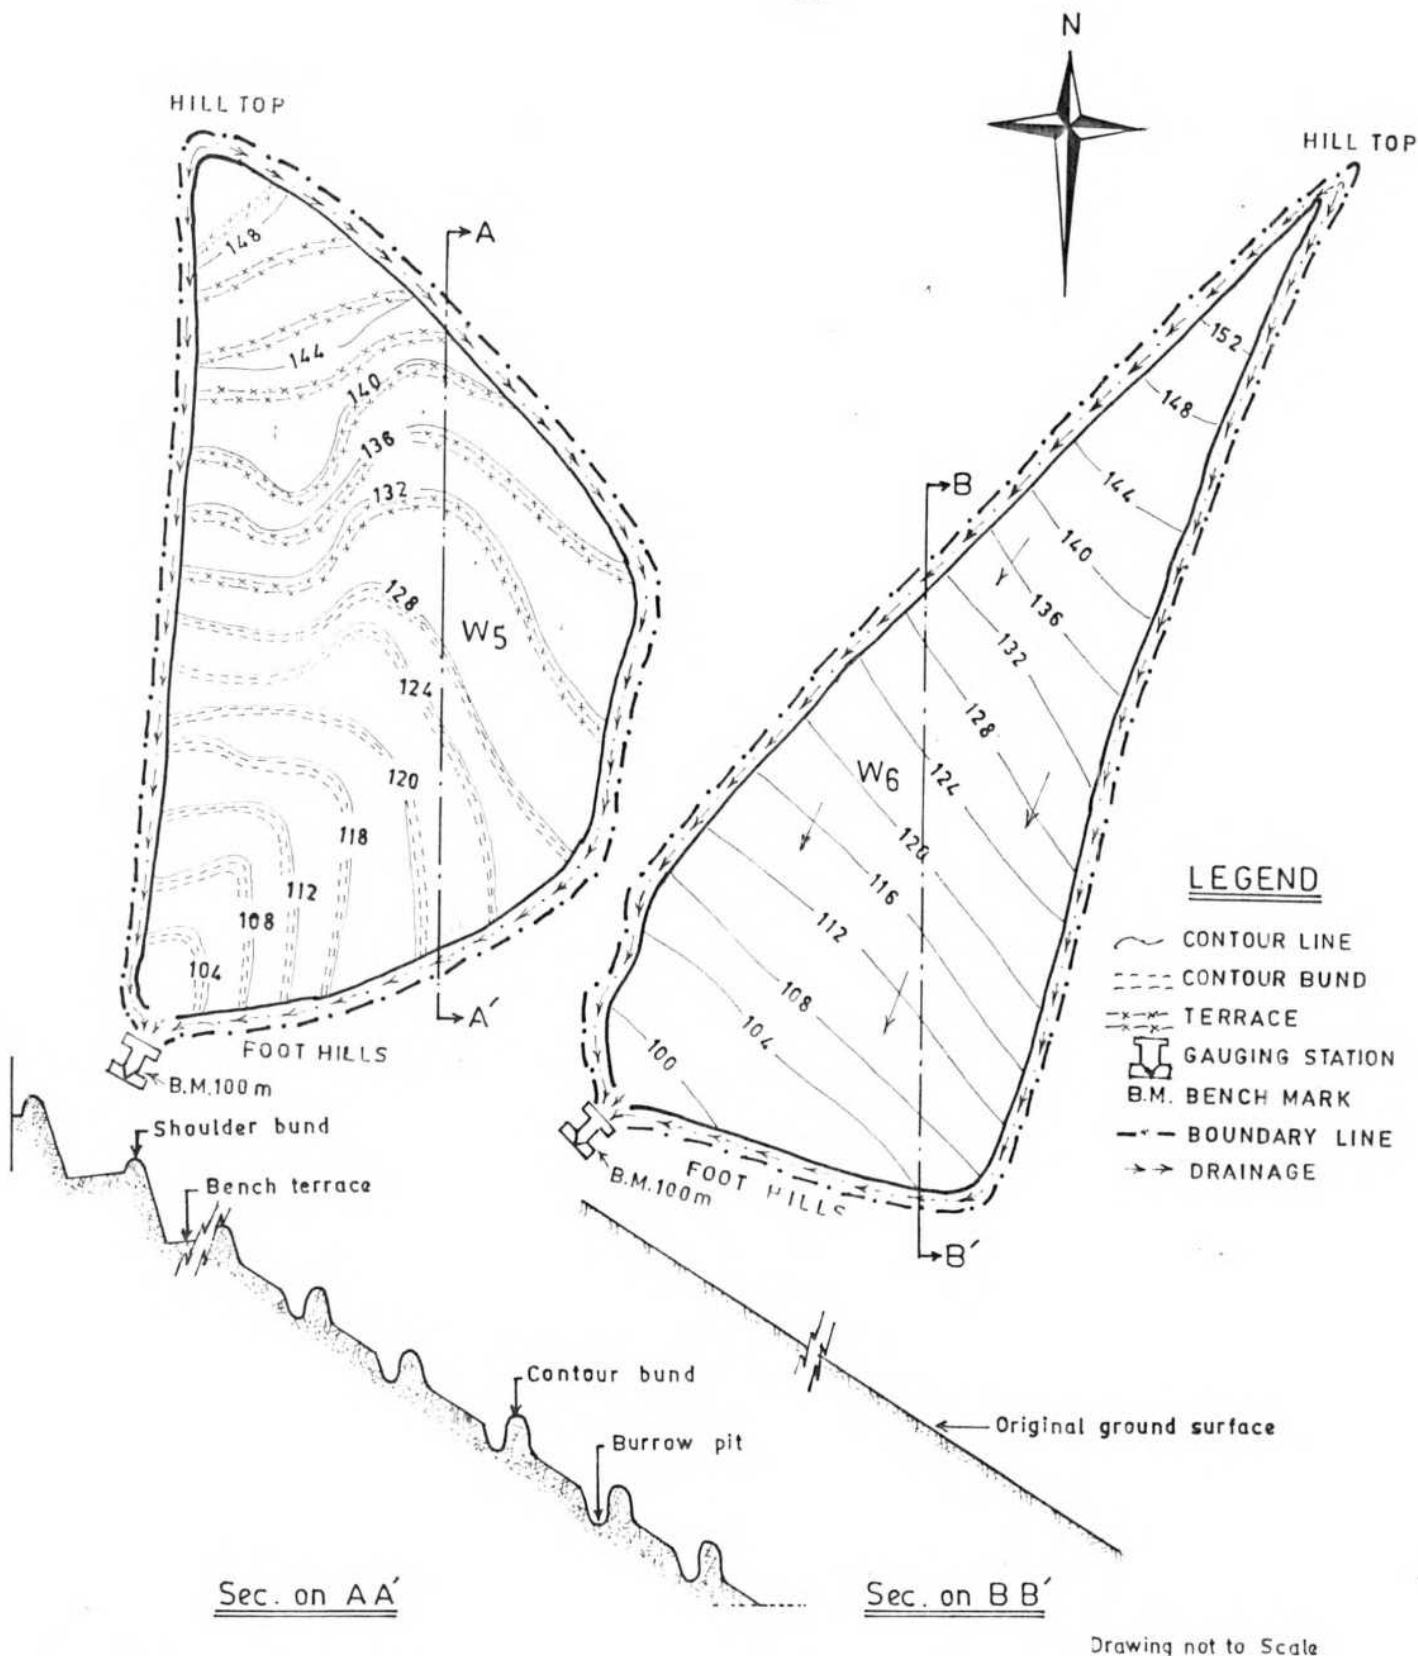 N
HILL TOP
HILL TOP
A
148
144
140
136
132
128
W5
124
120
118
112
108
104
A′
FOOT HILLS
B.M.100 m
152
148
144
B
140
136
132
128
124
W6
120
116
112
108
104
100
B.M.100m
FOOT HILLS
B′
LEGEND
CONTOUR LINE
CONTOUR BUND
TERRACE
GAUGING STATION
B.M. BENCH MARK
BOUNDARY LINE
DRAINAGE
Shoulder bund
Bench terrace
Contour bund
Burrow pit
Original ground surface
Sec. on A A′
Sec. on B B′
Drawing not to Scale